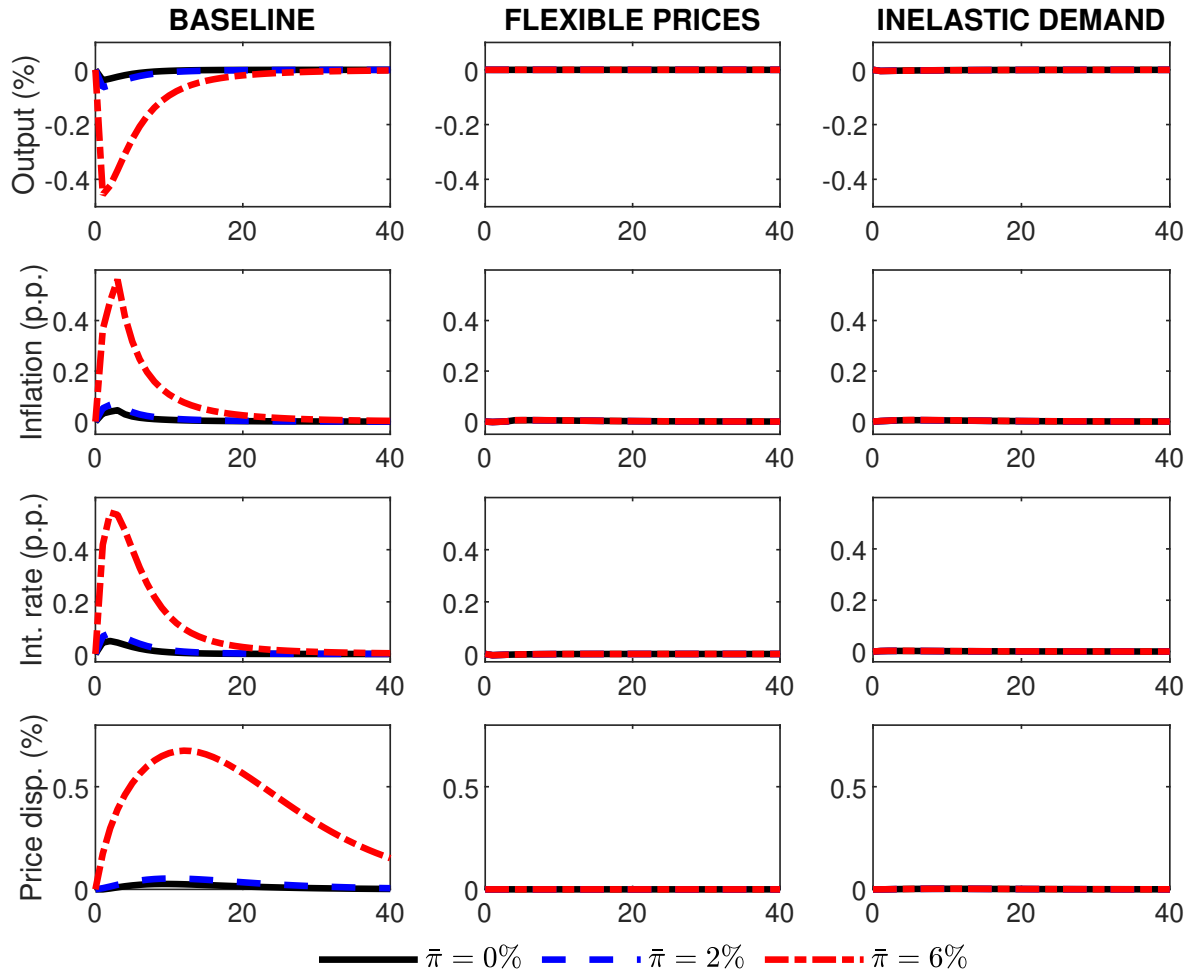 BASELINE FLEXIBLE PRICES INELASTIC DEMAND
Output (%)
0 -0.2 -0.4 0 20 40
0 -0.2 -0.4 0 20 40
0 -0.2 -0.4 0 20 40
Inflation (p.p.)
0.4 0.2 0 0 20 40
0.4 0.2 0 0 20 40
0.4 0.2 0 0 20 40
Int. rate (p.p.)
0.4 0.2 0 0 20 40
0.4 0.2 0 0 20 40
0.4 0.2 0 0 20 40
Price disp. (%)
0.5 0 0 20 40
0.5 0 0 20 40
0.5 0 0 20 40
π̄ = 0% π̄ = 2% π̄ = 6%